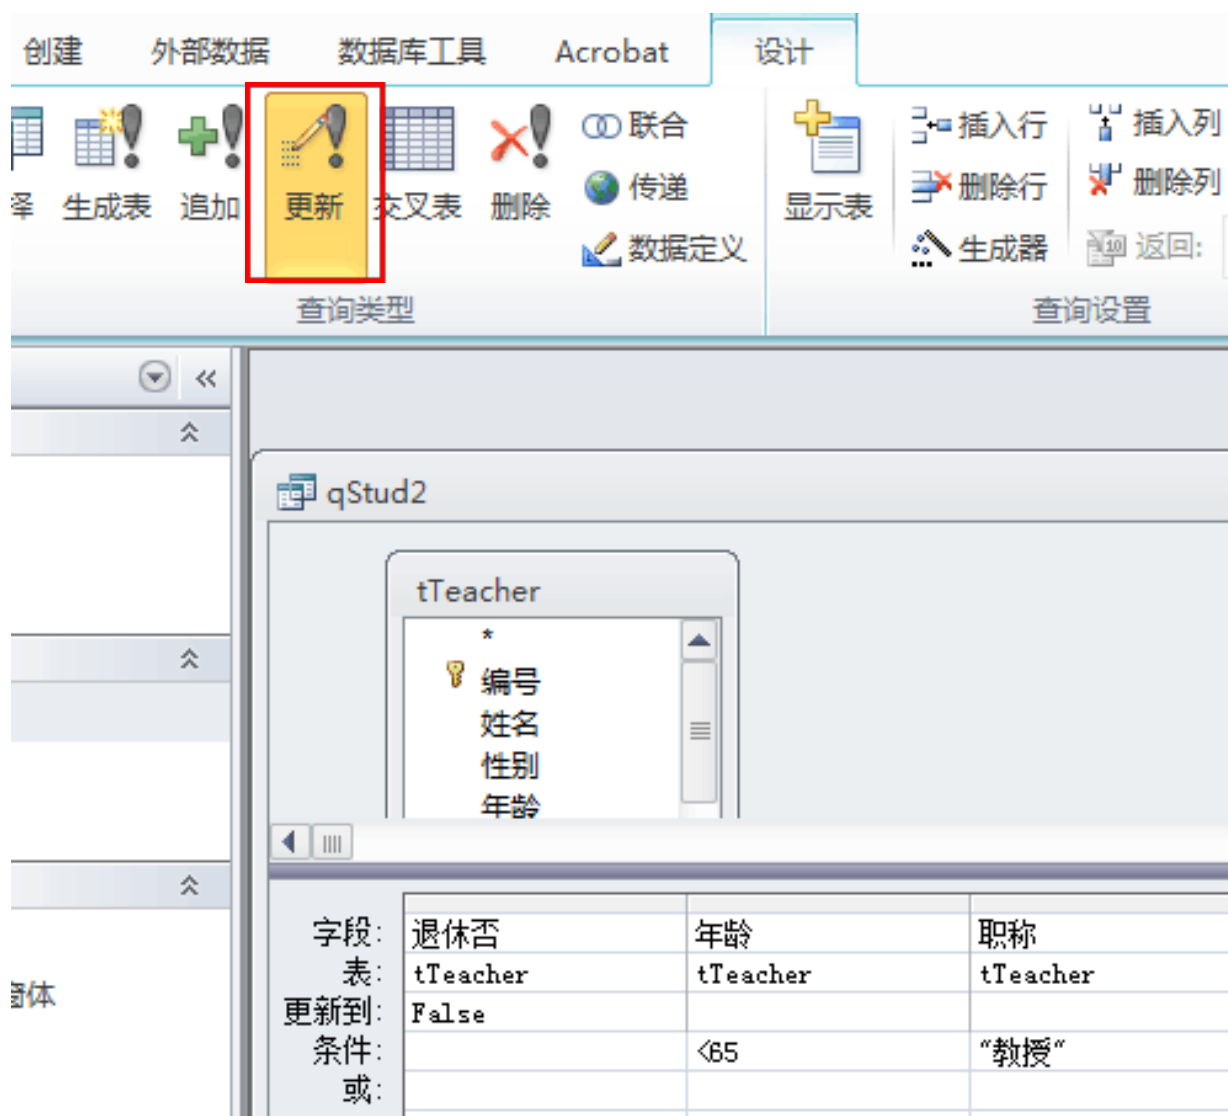 创建 外部数据 数据库工具 Acrobat 设计
择 生成表 追加 更新 交叉表 删除
联合
传递
数据定义
显示表
插入行
删除行
生成器
插入列
删除列
返回:
查询类型 查询设置
qStud2
tTeacher
*
编号
姓名
性别
年龄
窗体
字段: 退休否 年龄 职称
表: tTeacher tTeacher tTeacher
更新到: False
条件: <65 “教授“
或: